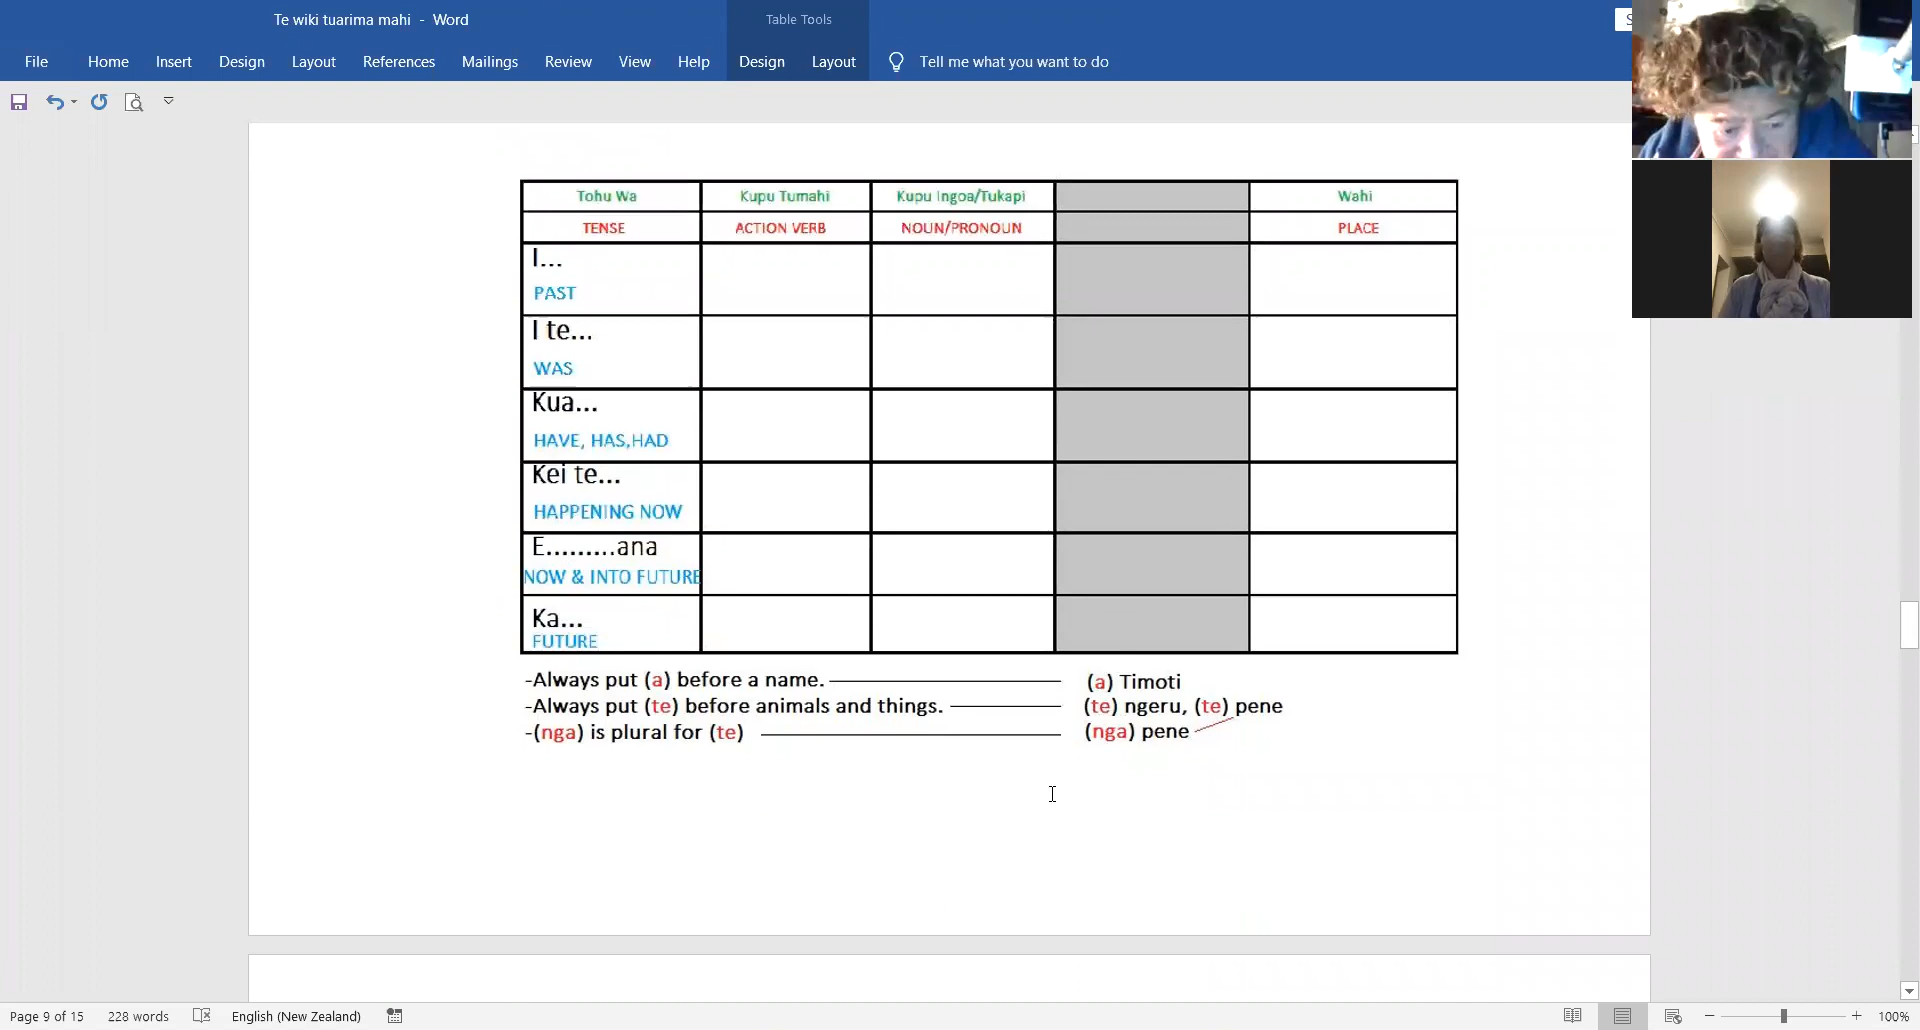 Te wiki tuarima mahi - Word
Table Tools
File Home Insert Design Layout References Mailings Review View Help Design Layout Tell me what you want to do
Tohu Wa Kupu Tumahi Kupu Ingoa/Tukapi Wahi
TENSE ACTION VERB NOUN/PRONOUN PLACE
I...
PAST
I te...
WAS
Kua...
HAVE, HAS,HAD
Kei te...
HAPPENING NOW
E.........ana
NOW & INTO FUTURE
Ka...
FUTURE
-Always put (a) before a name. (a) Timoti
-Always put (te) before animals and things. (te) ngeru, (te) pene
-(nga) is plural for (te) (nga) pene
Page 9 of 15 228 words English (New Zealand) 100%